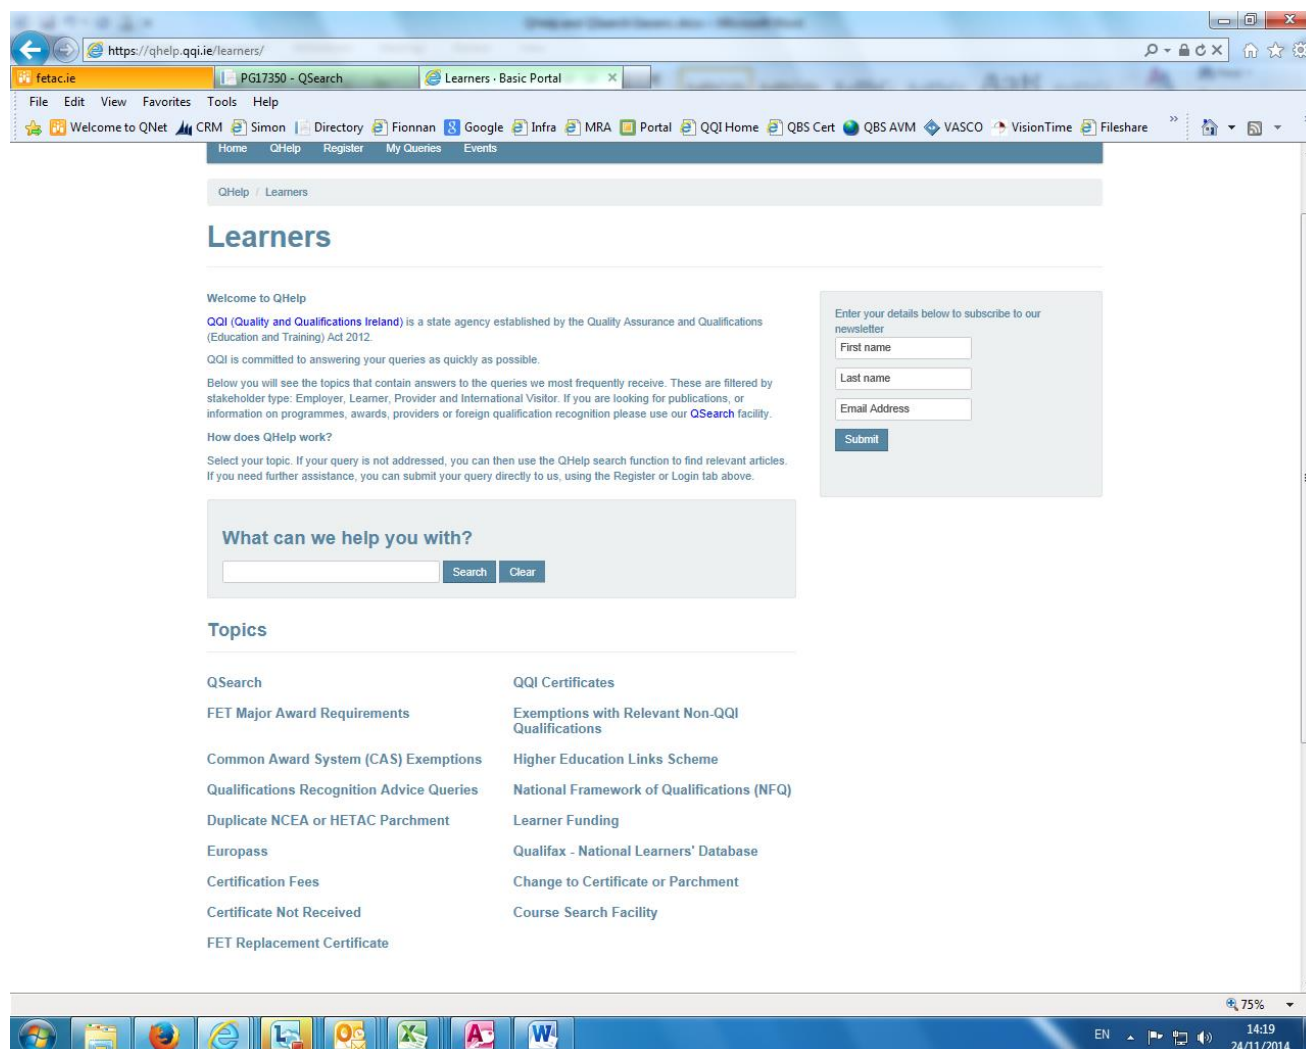 https://qhelp.qqi.ie/learners/
fetac.ie
PG17350 - QSearch
Learners · Basic Portal
File Edit View Favorites Tools Help
Welcome to QNet CRM Simon Directory Fionnan Google Infra MRA Portal QQI Home QBS Cert QBS AVM VASCO VisionTime Fileshare
Home QHelp Register My Queries Events
QHelp / Learners
Learners
Welcome to QHelp
QQI (Quality and Qualifications Ireland) is a state agency established by the Quality Assurance and Qualifications
(Education and Training) Act 2012.
QQI is committed to answering your queries as quickly as possible.
Below you will see the topics that contain answers to the queries we most frequently receive. These are filtered by
stakeholder type: Employer, Learner, Provider and International Visitor. If you are looking for publications, or
information on programmes, awards, providers or foreign qualification recognition please use our QSearch facility.
How does QHelp work?
Select your topic. If your query is not addressed, you can then use the QHelp search function to find relevant articles.
If you need further assistance, you can submit your query directly to us, using the Register or Login tab above.
Enter your details below to subscribe to our
newsletter
First name
Last name
Email Address
Submit
What can we help you with?
Search Clear
Topics
QSearch
QQI Certificates
FET Major Award Requirements
Exemptions with Relevant Non-QQI
Qualifications
Common Award System (CAS) Exemptions
Higher Education Links Scheme
Qualifications Recognition Advice Queries
National Framework of Qualifications (NFQ)
Duplicate NCEA or HETAC Parchment
Learner Funding
Europass
Qualifax - National Learners' Database
Certification Fees
Change to Certificate or Parchment
Certificate Not Received
Course Search Facility
FET Replacement Certificate
75%
EN
14:19
24/11/2014